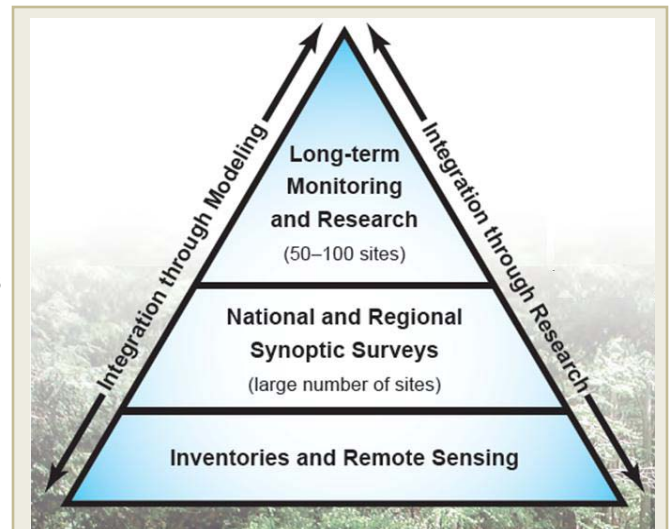 Integration through Modeling
Integration through Research
Long-term
Monitoring
and Research
(50–100 sites)
National and Regional
Synoptic Surveys
(large number of sites)
Inventories and Remote Sensing